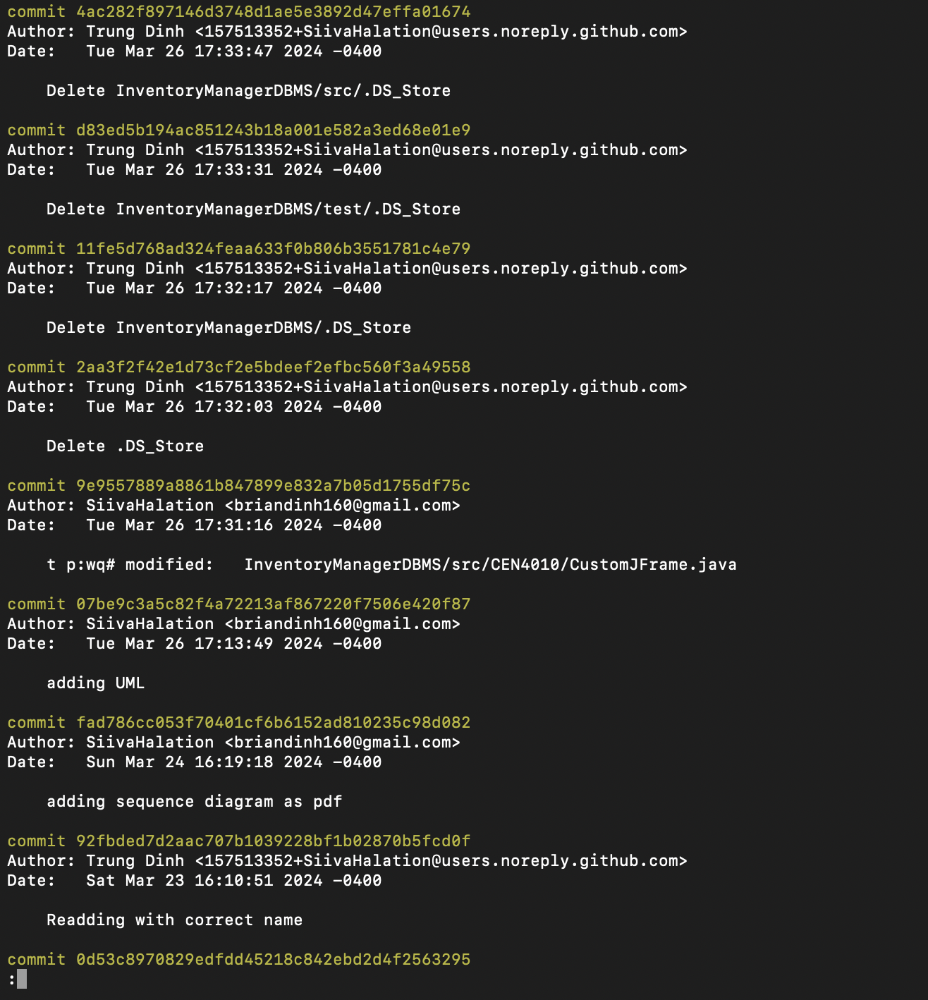 commit 4ac282f897146d3748d1ae5e3892d47effa01674
Author: Trung Dinh <157513352+SiivaHalation@users.noreply.github.com>
Date:   Tue Mar 26 17:33:47 2024 -0400
Delete InventoryManagerDBMS/src/.DS_Store
commit d83ed5b194ac851243b18a001e582a3ed68e01e9
Author: Trung Dinh <157513352+SiivaHalation@users.noreply.github.com>
Date:   Tue Mar 26 17:33:31 2024 -0400
Delete InventoryManagerDBMS/test/.DS_Store
commit 11fe5d768ad324feaa633f0b806b3551781c4e79
Author: Trung Dinh <157513352+SiivaHalation@users.noreply.github.com>
Date:   Tue Mar 26 17:32:17 2024 -0400
Delete InventoryManagerDBMS/.DS_Store
commit 2aa3f2f42e1d73cf2e5bdeef2efbc560f3a49558
Author: Trung Dinh <157513352+SiivaHalation@users.noreply.github.com>
Date:   Tue Mar 26 17:32:03 2024 -0400
Delete .DS_Store
commit 9e9557889a8861b847899e832a7b05d1755df75c
Author: SiivaHalation <briandinh160@gmail.com>
Date:   Tue Mar 26 17:31:16 2024 -0400
t p:wq# modified:   InventoryManagerDBMS/src/CEN4010/CustomJFrame.java
commit 07be9c3a5c82f4a72213af867220f7506e420f87
Author: SiivaHalation <briandinh160@gmail.com>
Date:   Tue Mar 26 17:13:49 2024 -0400
adding UML
commit fad786cc053f70401cf6b6152ad810235c98d082
Author: SiivaHalation <briandinh160@gmail.com>
Date:   Sun Mar 24 16:19:18 2024 -0400
adding sequence diagram as pdf
commit 92fbded7d2aac707b1039228bf1b02870b5fcd0f
Author: Trung Dinh <157513352+SiivaHalation@users.noreply.github.com>
Date:   Sat Mar 23 16:10:51 2024 -0400
Readding with correct name
commit 0d53c8970829edfdd45218c842ebd2d4f2563295
: